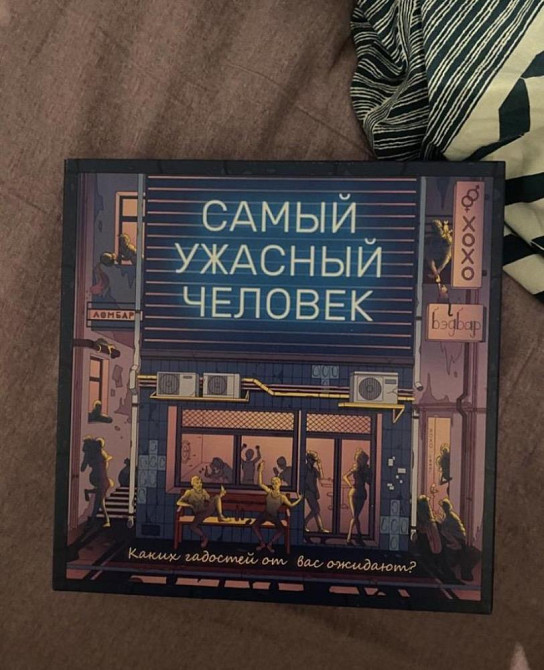 САМЫЙ
УЖАСНЫЙ
ЧЕЛОВЕК
ХОХО
ЛОМБАР
бэдбар
Каких гадостей от вас ожидают?